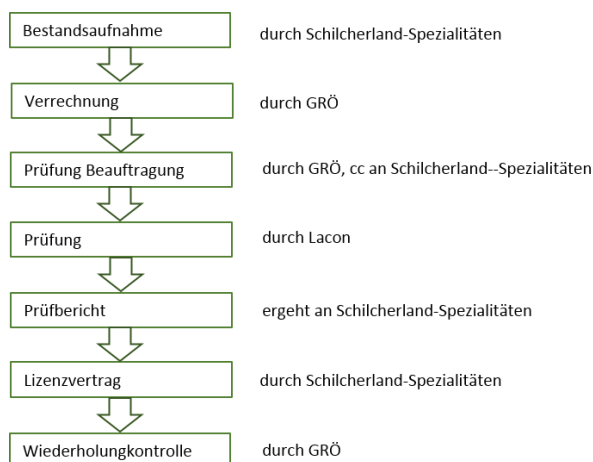 Bestandsaufnahme durch Schilcherland-Spezialitäten
Verrechnung durch GRÖ
Prüfung Beauftragung durch GRÖ, cc an Schilcherland--Spezialitäten
Prüfung durch Lacon
Prüfbericht ergeht an Schilcherland-Spezialitäten
Lizenzvertrag durch Schilcherland-Spezialitäten
Wiederholungkontrolle durch GRÖ